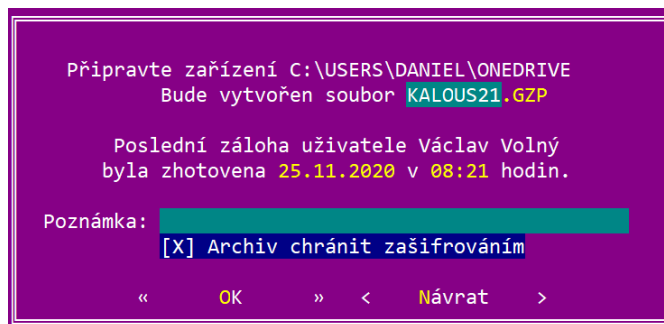 Připravte zařízení C:\USERS\DANIEL\ONEDRIVE
Bude vytvořen soubor KALOUS21.GZP
Poslední záloha uživatele Václav Volný
byla zhotovena 25.11.2020 v 08:21 hodin.
Poznámka:
[X] Archiv chránit zašifrováním
« OK » < Návrat >